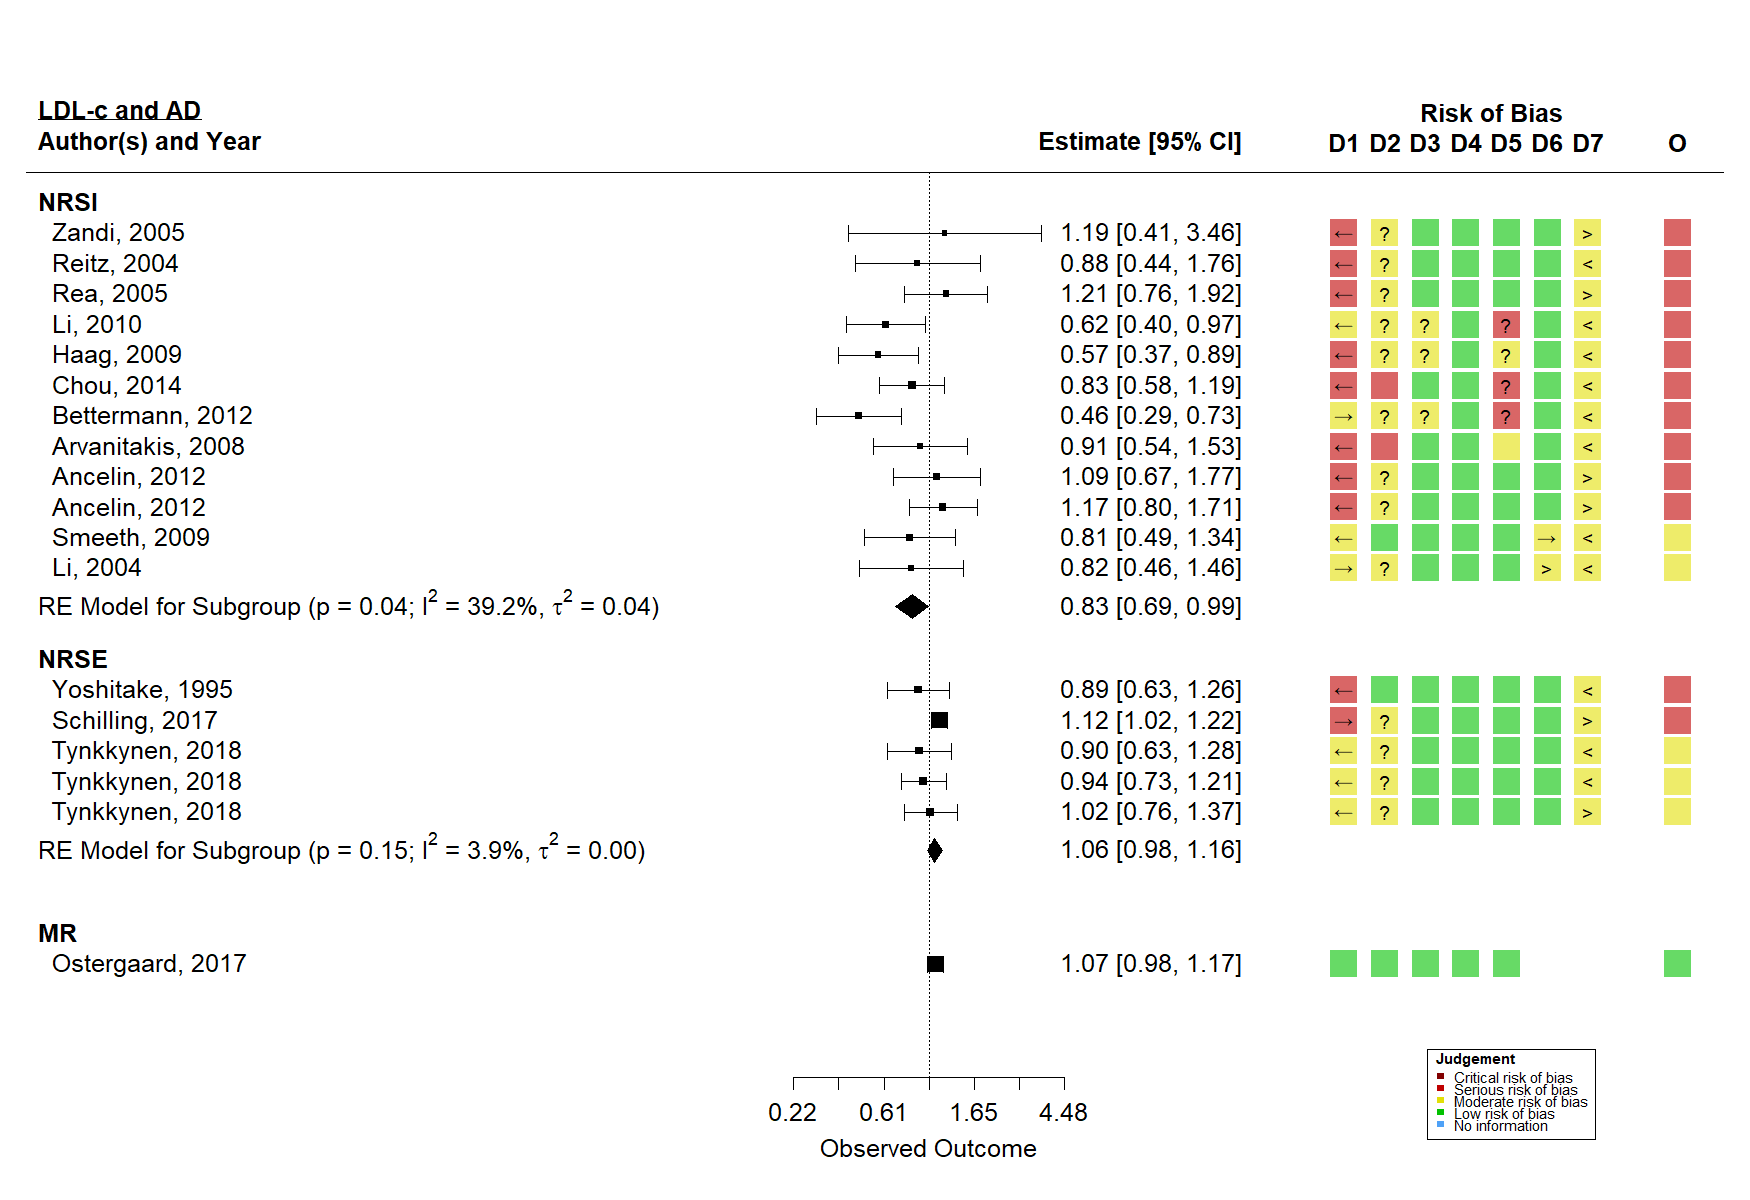 LDL-c and AD
Risk of Bias
Author(s) and Year Estimate [95% CI] D1 D2 D3 D4 D5 D6 D7 O
NRSI
Zandi, 2005 1.19 [0.41, 3.46] ← ? >
Reitz, 2004 0.88 [0.44, 1.76] ← ? <
Rea, 2005 1.21 [0.76, 1.92] ← ? >
Li, 2010 0.62 [0.40, 0.97] ← ? ? ? <
Haag, 2009 0.57 [0.37, 0.89] ← ? ? ? <
Chou, 2014 0.83 [0.58, 1.19] ← ? <
Bettermann, 2012 0.46 [0.29, 0.73] → ? ? ? <
Arvanitakis, 2008 0.91 [0.54, 1.53] ← <
Ancelin, 2012 1.09 [0.67, 1.77] ← ? >
Ancelin, 2012 1.17 [0.80, 1.71] ← ? >
Smeeth, 2009 0.81 [0.49, 1.34] ← → <
Li, 2004 0.82 [0.46, 1.46] → ? > <
RE Model for Subgroup (p = 0.04; I² = 39.2%, τ² = 0.04) 0.83 [0.69, 0.99]
NRSE
Yoshitake, 1995 0.89 [0.63, 1.26] ← <
Schilling, 2017 1.12 [1.02, 1.22] → ? >
Tynkkynen, 2018 0.90 [0.63, 1.28] ← ? <
Tynkkynen, 2018 0.94 [0.73, 1.21] ← ? <
Tynkkynen, 2018 1.02 [0.76, 1.37] ← ? >
RE Model for Subgroup (p = 0.15; I² = 3.9%, τ² = 0.00) 1.06 [0.98, 1.16]
MR
Ostergaard, 2017 1.07 [0.98, 1.17]
0.22 0.61 1.65 4.48
Observed Outcome
Judgement
Critical risk of bias
Serious risk of bias
Moderate risk of bias
Low risk of bias
No information